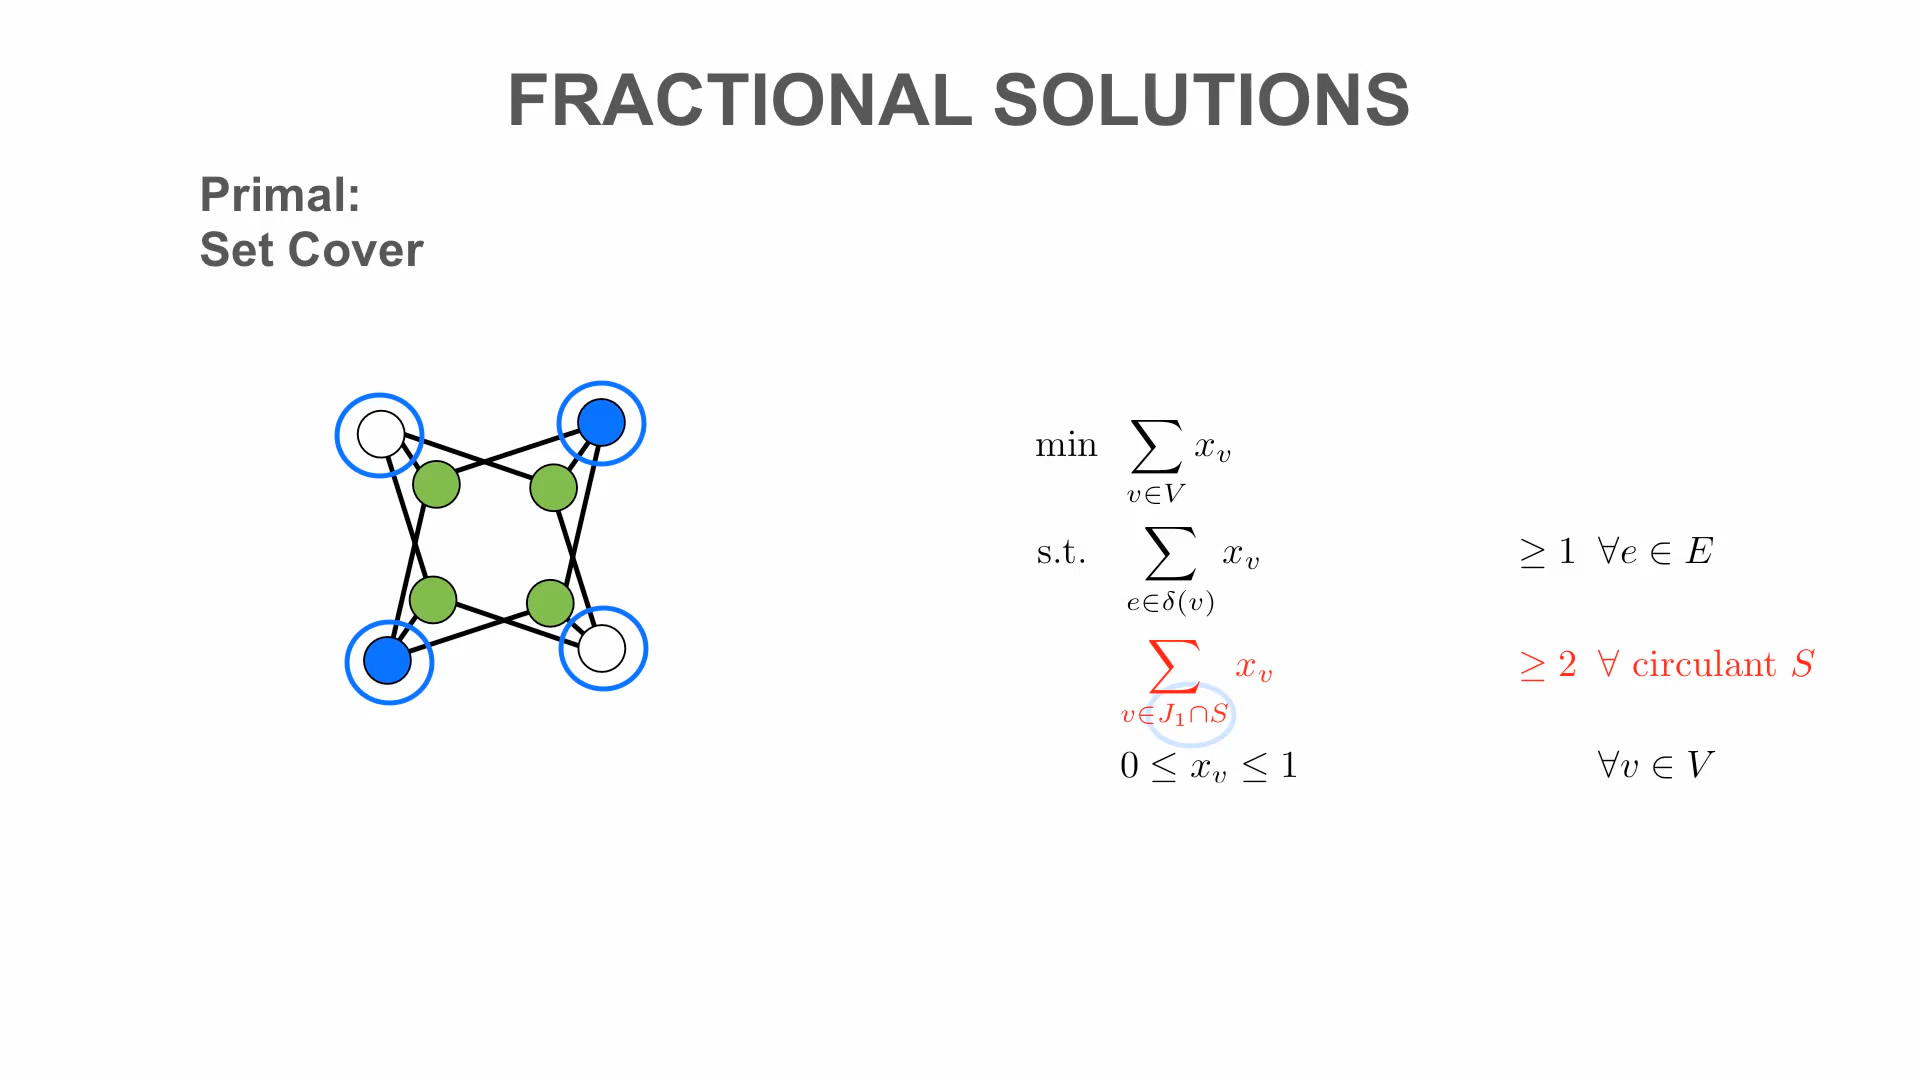 FRACTIONAL SOLUTIONS
Primal:
Set Cover
min ∑_{v∈V} x_v
s.t. ∑_{e∈δ(v)} x_v ≥ 1 ∀e ∈ E
∑_{v∈J_1∩S} x_v ≥ 2 ∀ circulant S
0 ≤ x_v ≤ 1 ∀v ∈ V